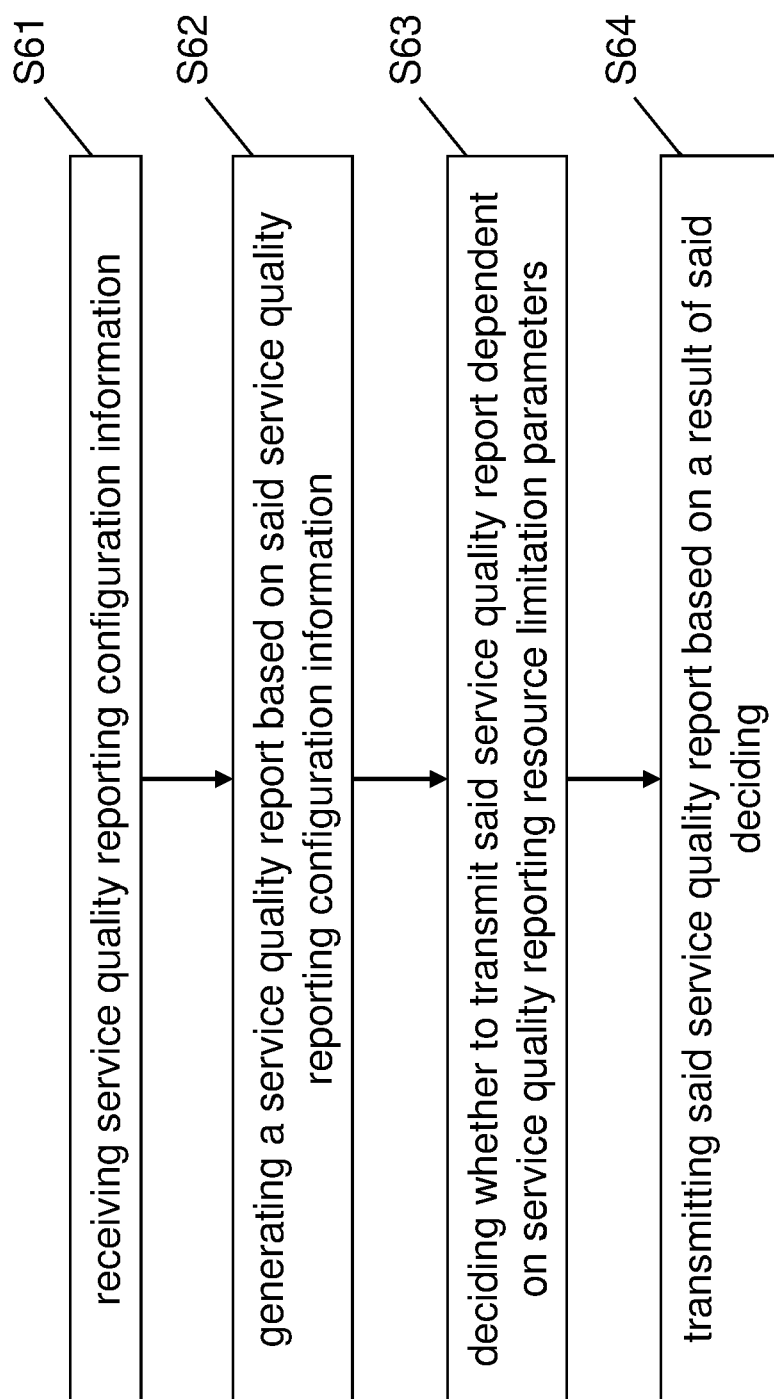 S61
receiving service quality reporting configuration information
S62
generating a service quality report based on said service quality
reporting configuration information
S63
deciding whether to transmit said service quality report dependent
on service quality reporting resource limitation parameters
S64
transmitting said service quality report based on a result of said
deciding